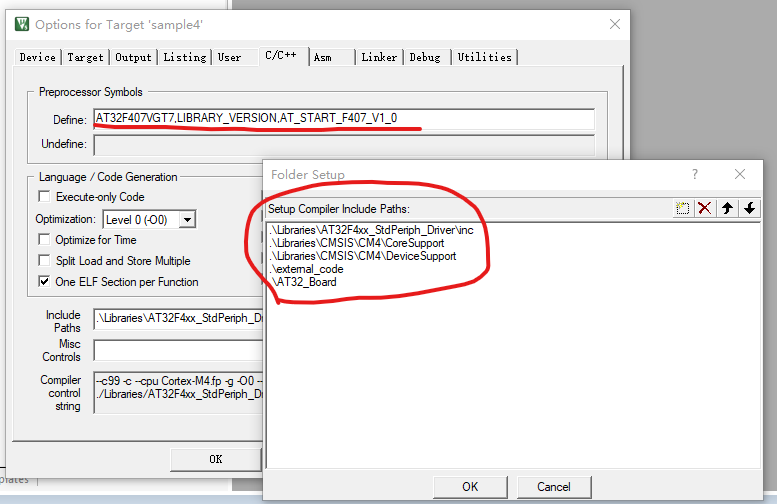 Options for Target 'sample4'
Device Target Output Listing User C/C++ Asm Linker Debug Utilities
Preprocessor Symbols
Define: AT32F407VGT7,LIBRARY_VERSION,AT_START_F407_V1_0
Undefine:
Language / Code Generation
Execute-only Code
Optimization: Level 0 (-O0)
Optimize for Time
Split Load and Store Multiple
One ELF Section per Function
Include Paths .\Libraries\AT32F4xx_StdPeriph_Dri
Misc Controls
Compiler control string --c99 -c --cpu Cortex-M4.fp -g -O0 --
./Libraries/AT32F4xx_StdPeriph_Dri
OK
Folder Setup
?
Setup Compiler Include Paths:
.\Libraries\AT32F4xx_StdPeriph_Driver\inc
.\Libraries\CMSIS\CM4\CoreSupport
.\Libraries\CMSIS\CM4\DeviceSupport
.\external_code
.\AT32_Board
OK Cancel
plates